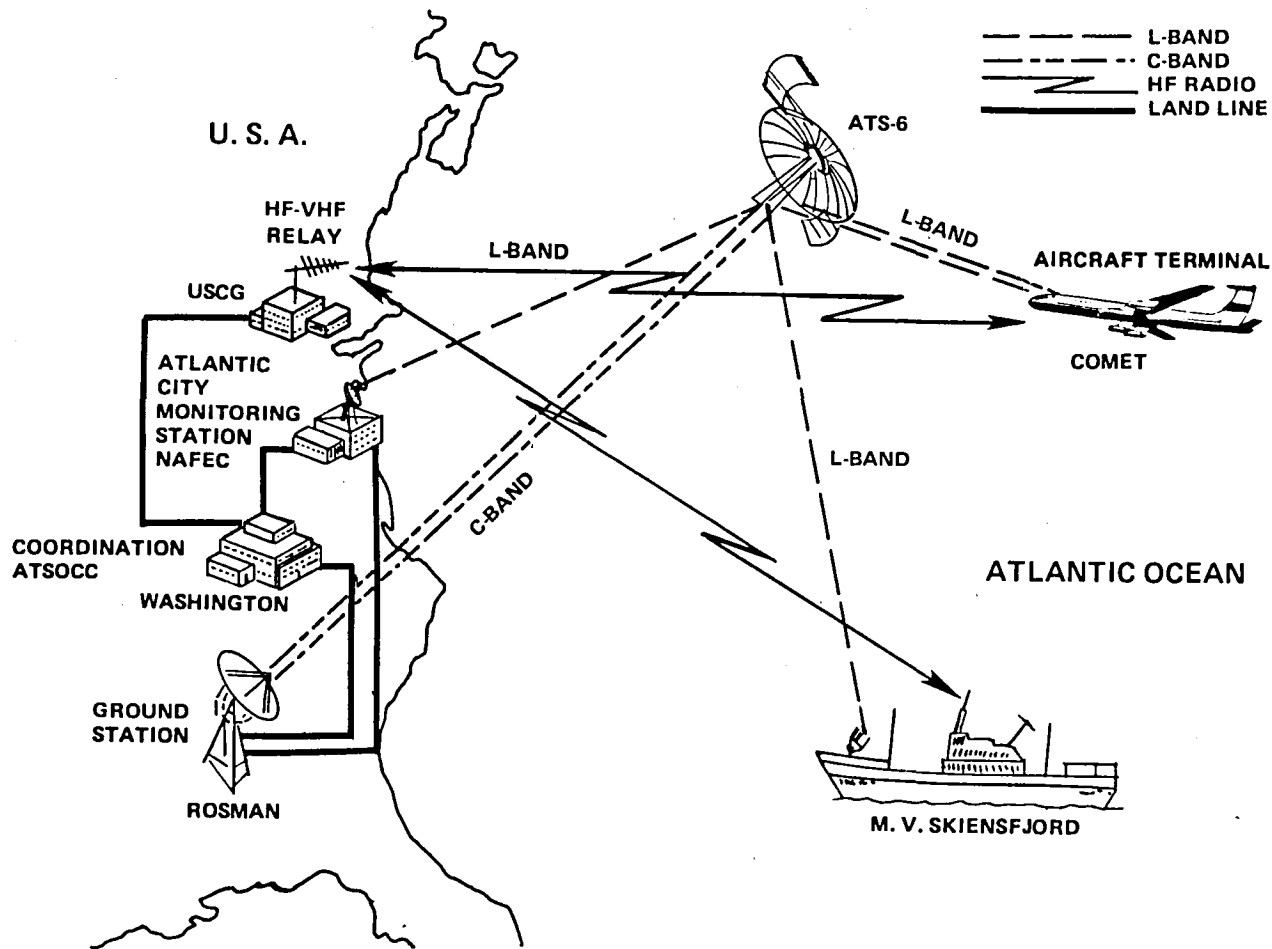 L-BAND
C-BAND
HF RADIO
LAND LINE
U. S. A.
ATS-6
HF-VHF
RELAY
L-BAND
L-BAND
AIRCRAFT TERMINAL
USCG
COMET
ATLANTIC
CITY
MONITORING
STATION
NAFEC
L-BAND
C-BAND
COORDINATION
ATSOCC
WASHINGTON
ATLANTIC OCEAN
GROUND
STATION
ROSMAN
M. V. SKIENSFJORD